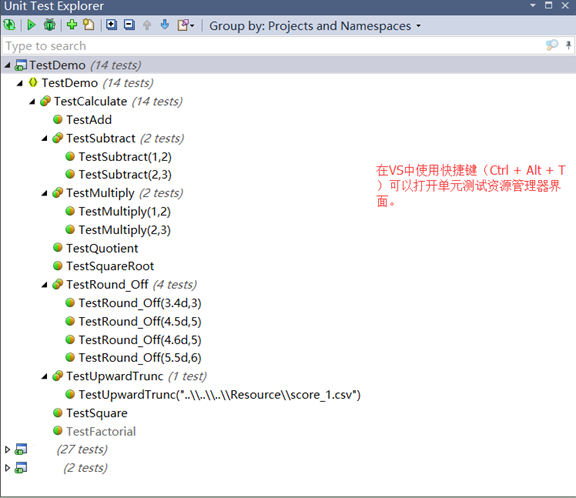 Unit Test Explorer
Group by: Projects and Namespaces
Type to search
TestDemo (14 tests)
TestDemo (14 tests)
TestCalculate (14 tests)
TestAdd
TestSubtract (2 tests)
TestSubtract(1,2)
TestSubtract(2,3)
TestMultiply (2 tests)
TestMultiply(1,2)
TestMultiply(2,3)
TestQuotient
TestSquareRoot
TestRound_Off (4 tests)
TestRound_Off(3.4d,3)
TestRound_Off(4.5d,5)
TestRound_Off(4.6d,5)
TestRound_Off(5.5d,6)
TestUpwardTrunc (1 test)
TestUpwardTrunc("..\\..\\..\\Resource\\score_1.csv")
TestSquare
TestFactorial
(27 tests)
(2 tests)
在VS中使用快捷键（Ctrl + Alt + T
）可以打开单元测试资源管理器界
面。